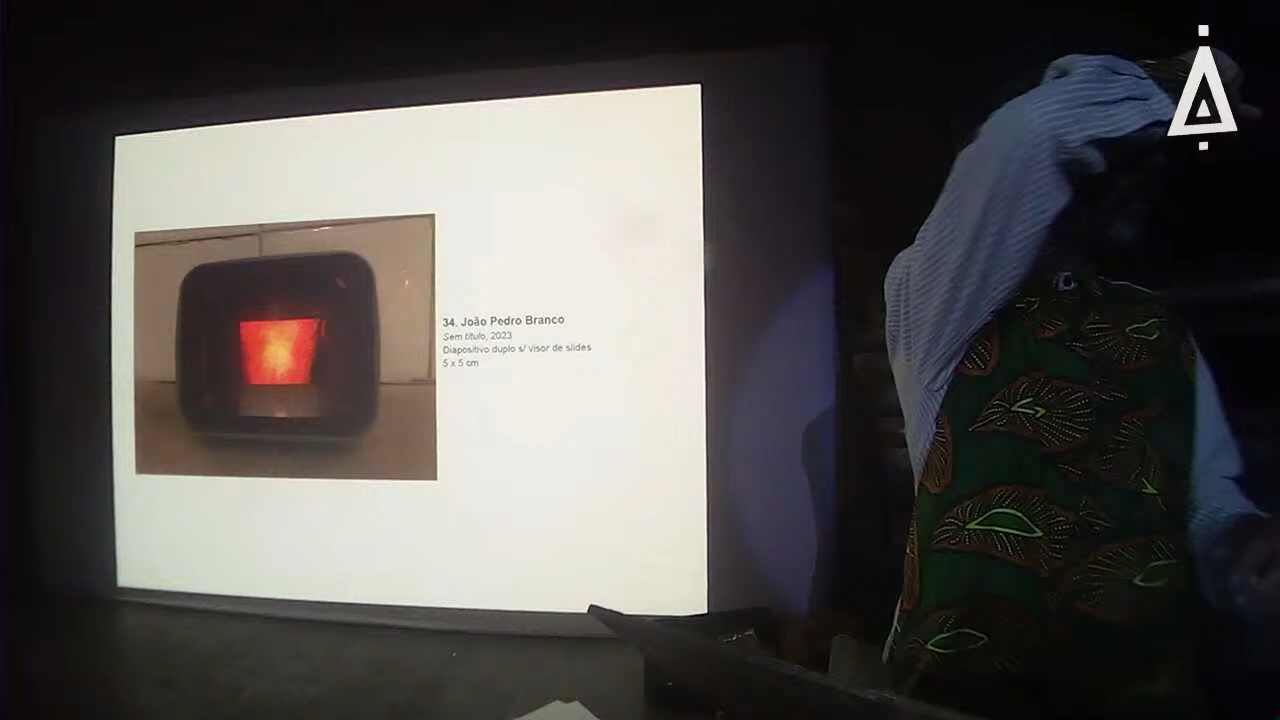 34. João Pedro Branco
Sem título, 2023
Diapositivo duplo s/ visor de slides
5 x 5 cm